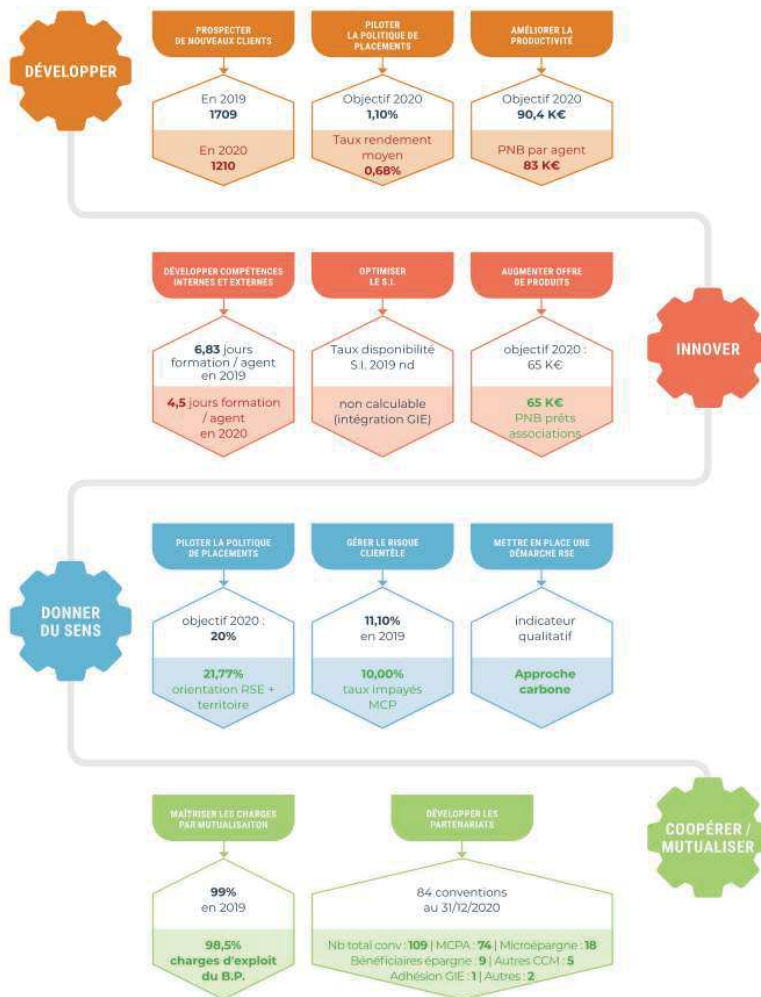 DÉVELOPPER
PROSPECTER
DE NOUVEAUX CLIENTS
En 2019
1709
En 2020
1210
PILOTER
LA POLITIQUE DE
PLACEMENTS
Objectif 2020
1,10%
Taux rendement
moyen
0,68%
AMÉLIORER LA
PRODUCTIVITÉ
Objectif 2020
90,4 K€
PNB par agent
83 K€
INNOVER
DÉVELOPPER COMPÉTENCES
INTERNES ET EXTERNES
6,83 jours
formation / agent
en 2019
4,5 jours formation
/ agent
en 2020
OPTIMISER
LE S.I.
Taux disponibilité
S.I. 2019 nd
non calculable
(intégration GIE)
AUGMENTER OFFRE
DE PRODUITS
objectif 2020 :
65 K€
65 K€
PNB prêts
associations
DONNER
DU SENS
PILOTER LA POLITIQUE
DE PLACEMENTS
objectif 2020 :
20%
21,77%
orientation RSE +
territoire
GÉRER LE RISQUE
CLIENTÈLE
11,10%
en 2019
10,00%
taux impayés
MCP
METTRE EN PLACE UNE
DÉMARCHE RSE
indicateur
qualitatif
Approche
carbone
COOPÉRER /
MUTUALISER
MAÎTRISER LES CHARGES
PAR MUTUALISAITON
99%
en 2019
98,5%
charges d'exploit
du B.P.
DÉVELOPPER LES
PARTENARIATS
84 conventions
au 31/12/2020
Nb total conv : 109 | MCPA : 74 | Microépargne : 18
Bénéficiaires épargne : 9 | Autres CCM : 5
Adhésion GIE : 1 | Autres : 2